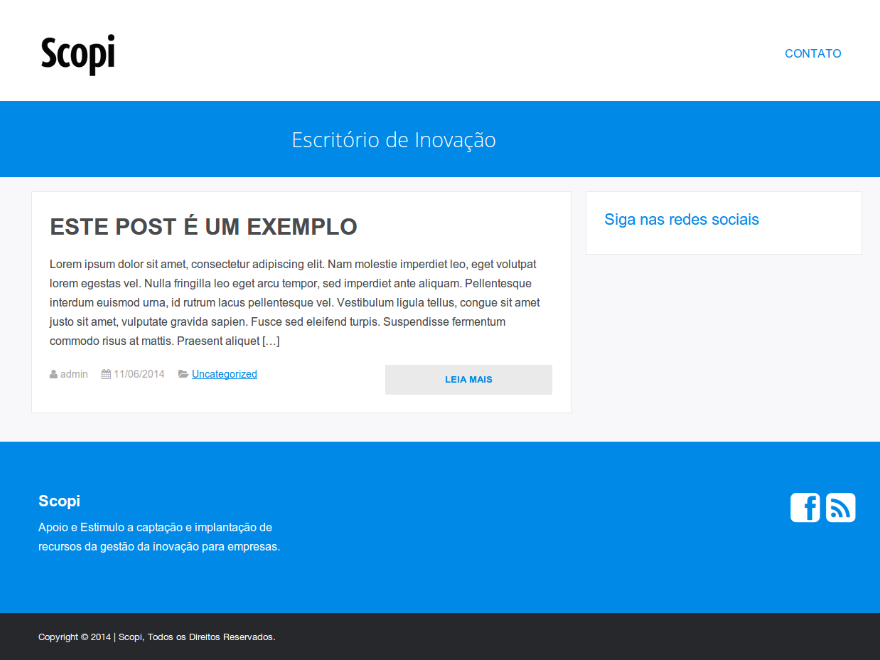 Scopi
CONTATO
Escritório de Inovação
ESTE POST É UM EXEMPLO
Lorem ipsum dolor sit amet, consectetur adipiscing elit. Nam molestie imperdiet leo, eget volutpat
lorem egestas vel. Nulla fringilla leo eget arcu tempor, sed imperdiet ante aliquam. Pellentesque
interdum euismod urna, id rutrum lacus pellentesque vel. Vestibulum ligula tellus, congue sit amet
justo sit amet, vulputate gravida sapien. Fusce sed eleifend turpis. Suspendisse fermentum
commodo risus at mattis. Praesent aliquet […]
admin 11/06/2014 Uncategorized
LEIA MAIS
Siga nas redes sociais
Scopi
Apoio e Estimulo a captação e implantação de
recursos da gestão da inovação para empresas.
Copyright © 2014 | Scopi, Todos os Direitos Reservados.